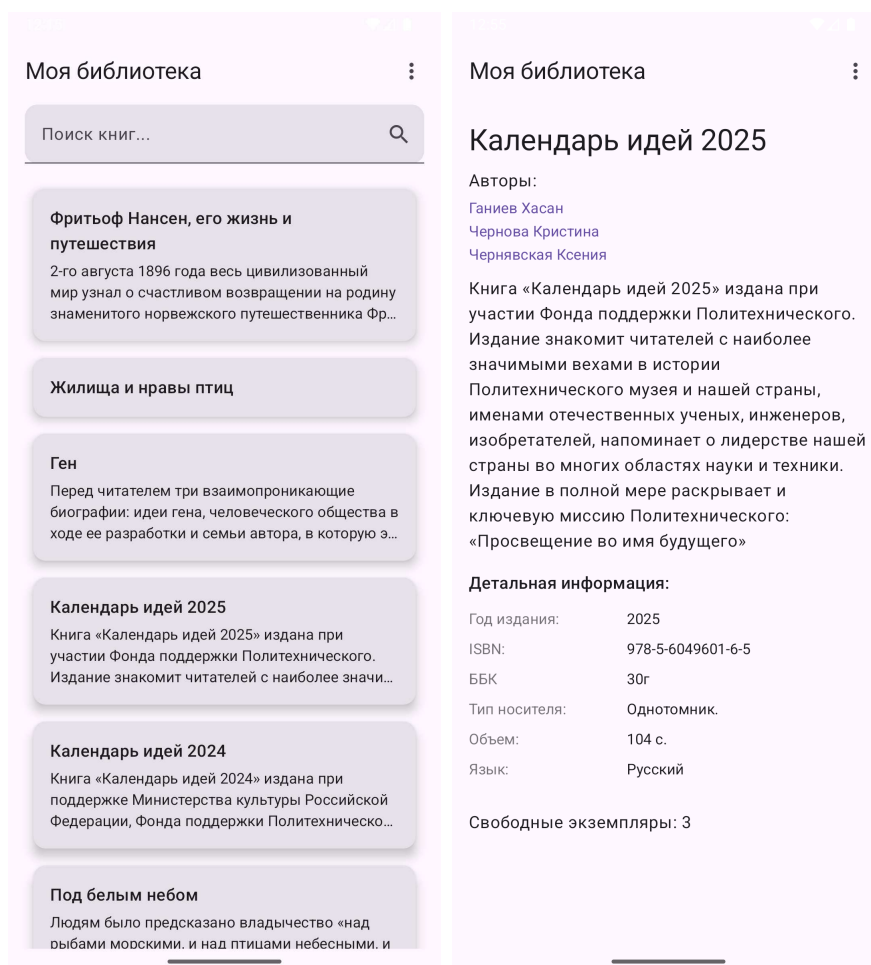 Моя библиотека
Поиск книг...
Фритьоф Нансен, его жизнь и
путешествия
2-го августа 1896 года весь цивилизованный
мир узнал о счастливом возвращении на родину
знаменитого норвежского путешественника Фр...
Жилища и нравы птиц
Ген
Перед читателем три взаимопроникающие
биографии: идеи гена, человеческого общества в
ходе ее разработки и семьи автора, в которую э...
Календарь идей 2025
Книга «Календарь идей 2025» издана при
участии Фонда поддержки Политехнического.
Издание знакомит читателей с наиболее значи...
Календарь идей 2024
Книга «Календарь идей 2024» издана при
поддержке Министерства культуры Российской
Федерации, Фонда поддержки Политехническо...
Под белым небом
Людям было предсказано владычество «над
рыбами морскими, и над птицами небесными, и
Моя библиотека
Календарь идей 2025
Авторы:
Ганиев Хасан
Чернова Кристина
Чернявская Ксения
Книга «Календарь идей 2025» издана при
участии Фонда поддержки Политехнического.
Издание знакомит читателей с наиболее
значимыми вехами в истории
Политехнического музея и нашей страны,
именами отечественных ученых, инженеров,
изобретателей, напоминает о лидерстве нашей
страны во многих областях науки и техники.
Издание в полной мере раскрывает и
ключевую миссию Политехнического:
«Просвещение во имя будущего»
Детальная информация:
Год издания: 2025
ISBN: 978-5-6049601-6-5
ББК 30г
Тип носителя: Однотомник.
Объем: 104 с.
Язык: Русский
Свободные экземпляры: 3